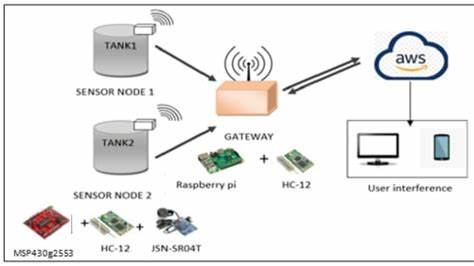 TANK1
SENSOR NODE 1
aws
GATEWAY
TANK2
SENSOR NODE 2
Raspberry pi
+
HC-12
User interference
+
+
MSP430g2553
HC-12
JSN-SR04T